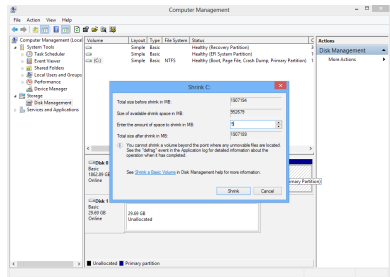 Computer Management
File Action View Help
Computer Management (Local
System Tools
Task Scheduler
Event Viewer
Shared Folders
Local Users and Groups
Performance
Device Manager
Storage
Disk Management
Services and Applications
Volume Layout Type File System Status
Simple Basic Healthy (Recovery Partition)
Simple Basic Healthy (EFI System Partition)
(C:) Simple Basic NTFS Healthy (Boot, Page File, Crash Dump, Primary Partition)
Actions
Disk Management
More Actions
Shrink C:
Total size before shrink in MB: 1907194
Size of available shrink space in MB:
Enter the amount of space to shrink in MB:
Total size after shrink in MB: 1907189
You cannot shrink a volume beyond the point where any unmovable files are located.
See the "defrag" event in the Application log for detailed information about the
operation when it has completed.
See Shrink a Basic Volume in Disk Management help for more information.
Shrink Cancel
Disk 0
Basic
Online
Disk 1
Basic
29.69 GB
Online
29.69 GB
Unallocated
Unallocated Primary partition